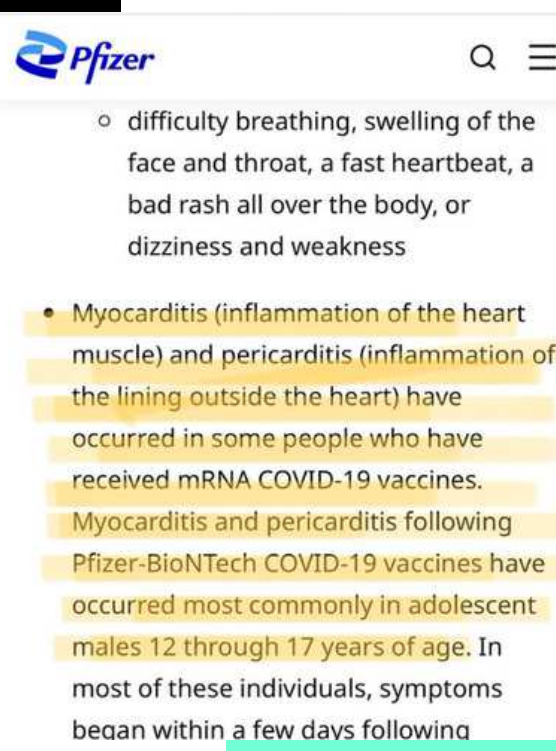 Pfizer
difficulty breathing, swelling of the
face and throat, a fast heartbeat, a
bad rash all over the body, or
dizziness and weakness
Myocarditis (inflammation of the heart
muscle) and pericarditis (inflammation of
the lining outside the heart) have
occurred in some people who have
received mRNA COVID-19 vaccines.
Myocarditis and pericarditis following
Pfizer-BioNTech COVID-19 vaccines have
occurred most commonly in adolescent
males 12 through 17 years of age. In
most of these individuals, symptoms
began within a few days following